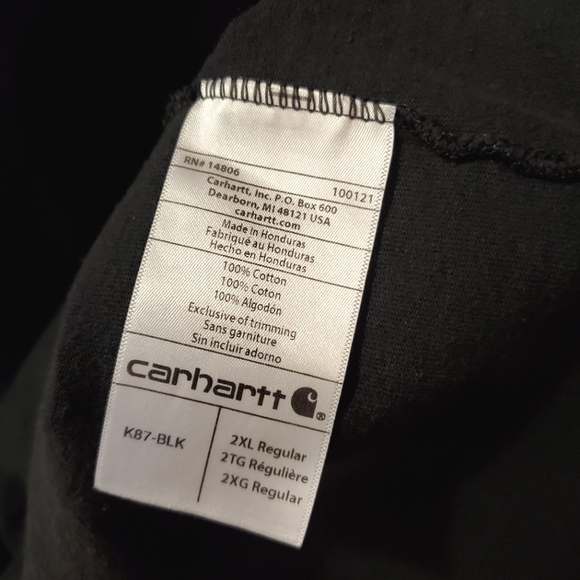 RN# 14806 100121
Carhartt, Inc. P.O. Box 600
Dearborn, MI 48121 USA
carhartt.com
Made in Honduras
Fabriqué au Honduras
Hecho en Honduras
100% Cotton
100% Coton
100% Algodón
Exclusive of trimming
Sans garniture
Sin incluir adorno
carhartt ®
K87-BLK
2XL Regular
2TG Régulière
2XG Regular